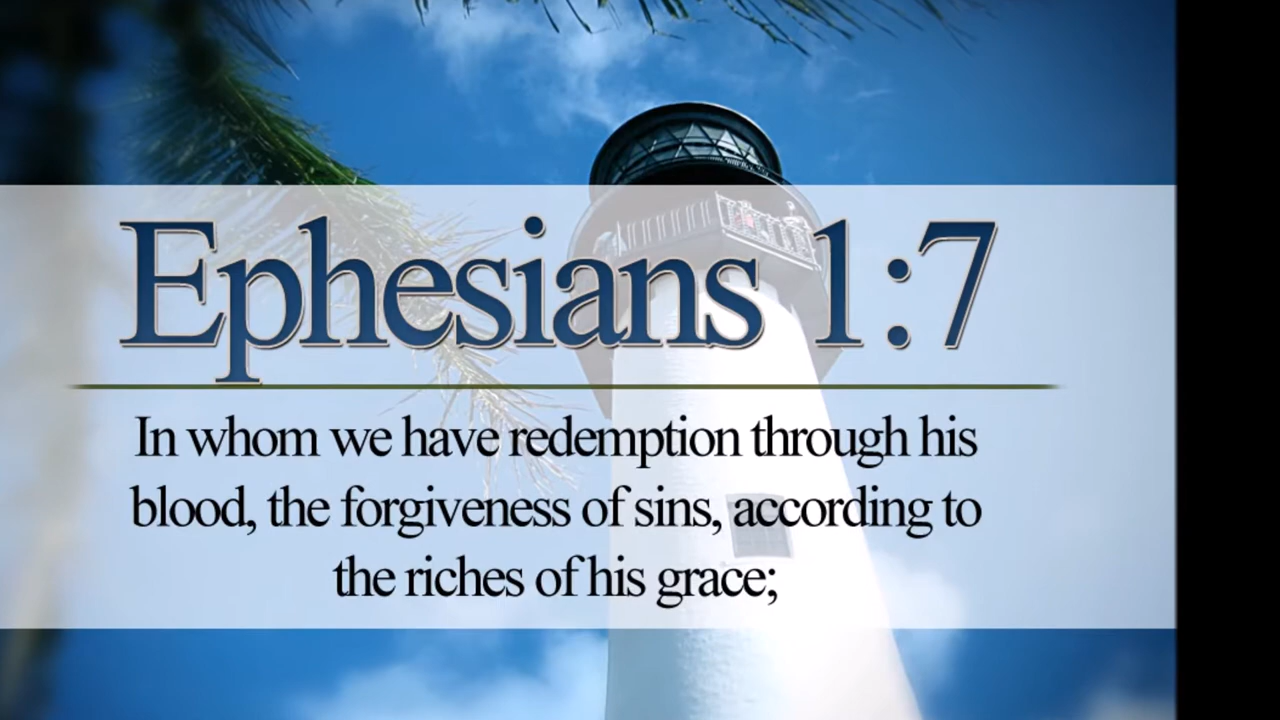 Ephesians 1:7
In whom we have redemption through his
blood, the forgiveness of sins, according to
the riches of his grace;